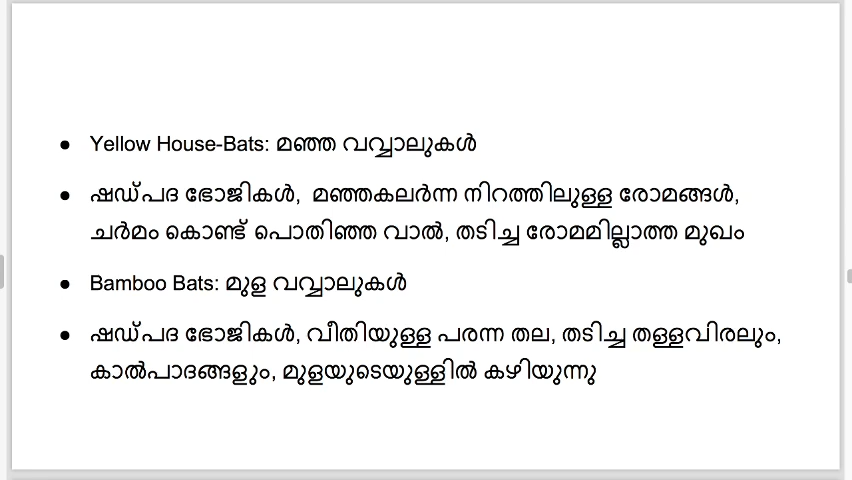 ● Yellow House-Bats: മഞ്ഞ വവ്വാലുകൾ
● ഷഡ്പദ ഭോജികൾ, മഞ്ഞകലർന്ന നിറത്തിലുള്ള രോമങ്ങൾ,
ചർമം കൊണ്ട് പൊതിഞ്ഞ വാൽ, തടിച്ച രോമമില്ലാത്ത മുഖം
● Bamboo Bats: മുള വവ്വാലുകൾ
● ഷഡ്പദ ഭോജികൾ, വീതിയുള്ള പരന്ന തല, തടിച്ച തള്ളവിരലും,
കാൽപാദങ്ങളും, മുളയുടെയുള്ളിൽ കഴിയുന്നു